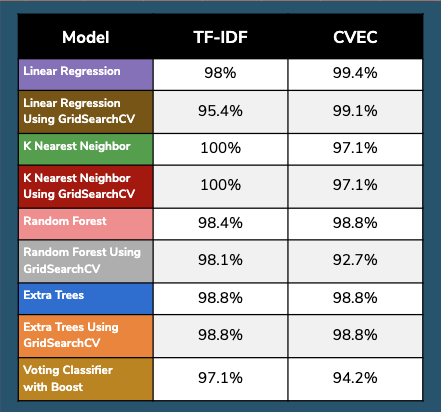 Model TF-IDF CVEC
Linear Regression 98% 99.4%
Linear Regression
Using GridSearchCV 95.4% 99.1%
K Nearest Neighbor 100% 97.1%
K Nearest Neighbor
Using GridSearchCV 100% 97.1%
Random Forest 98.4% 98.8%
Random Forest Using
GridSearchCV 98.1% 92.7%
Extra Trees 98.8% 98.8%
Extra Trees Using
GridSearchCV 98.8% 98.8%
Voting Classifier
with Boost 97.1% 94.2%